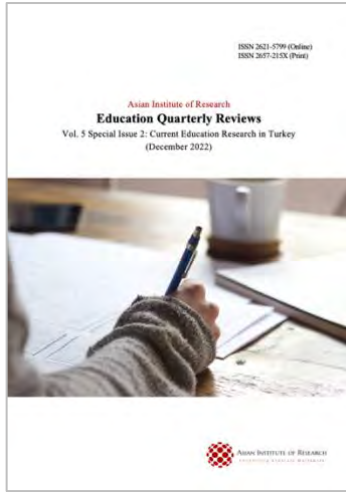 ISSN 2621-5799 (Online)
ISSN 2657-215X (Print)
Asian Institute of Research
Education Quarterly Reviews
Vol. 5 Special Issue 2: Current Education Research in Turkey
(December 2022)
ASIAN INSTITUTE OF RESEARCH